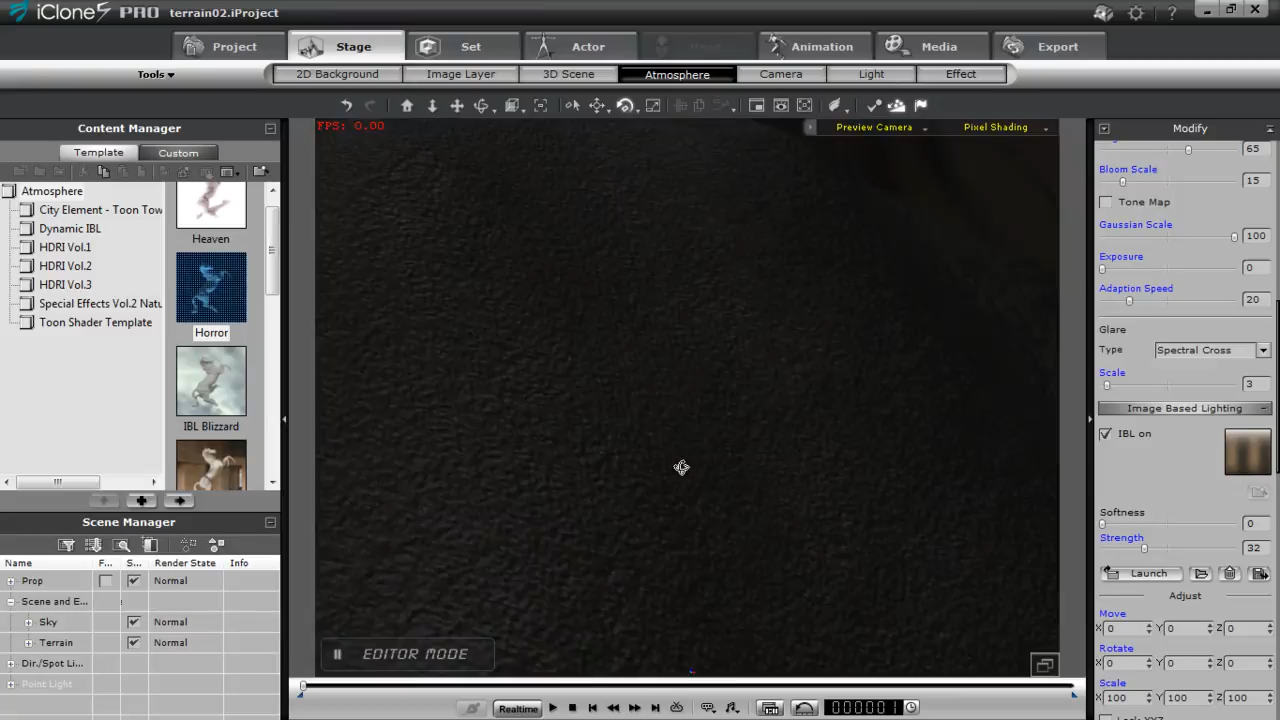 iClone5 PRO terrain02.iProject
Project Stage Set Actor Animation Media Export
Tools 2D Background Image Layer 3D Scene Atmosphere Camera Light Effect
Content Manager
Template Custom
Atmosphere
City Element - Toon Tow
Dynamic IBL
HDRI Vol.1
HDRI Vol.2
HDRI Vol.3
Special Effects Vol.2 Natu
Toon Shader Template
Heaven
Horror
IBL Blizzard
Scene Manager
Name F... S... Render State Info
Prop Normal
Scene and E...
Sky Normal
Terrain Normal
Dir./Spot Li...
Point Light
FPS: 0.00
Preview Camera Pixel Shading
EDITOR MODE
Realtime 0000001
Modify
65
Bloom Scale
15
Tone Map
Gaussian Scale
100
Exposure
0
Adaption Speed
20
Glare
Type Spectral Cross
Scale
3
Image Based Lighting
IBL on
Softness
0
Strength
32
Launch
Adjust
Move
X 0 Y 0 Z 0
Rotate
X 0 Y 0 Z 0
Scale
X 100 Y 100 Z 100